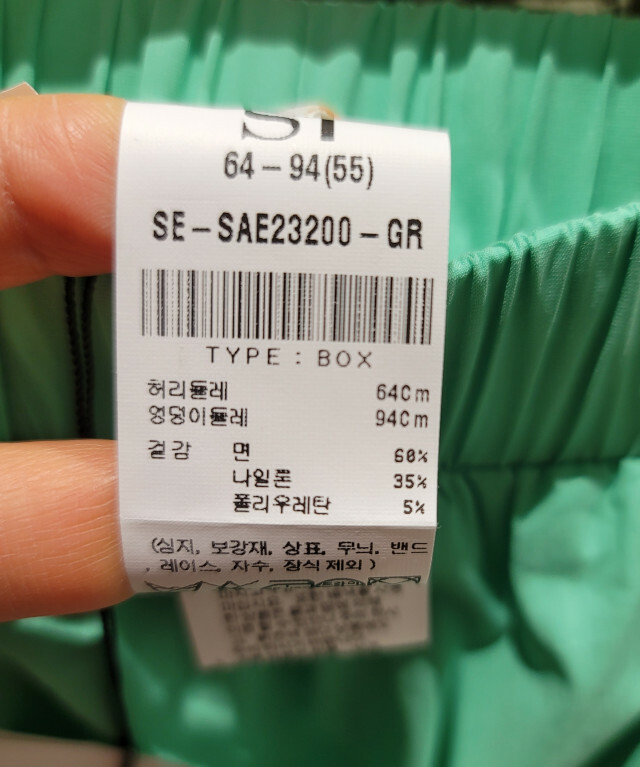 64-94(55)
SE-SAE23200-GR
TYPE : BOX
허리둘레 64Cm
엉덩이둘레 94Cm
겉감 면 60%
나일론 35%
폴리우레탄 5%
(심지, 보강재, 상표, 무늬, 밴드
, 레이스, 자수, 장식 제외)